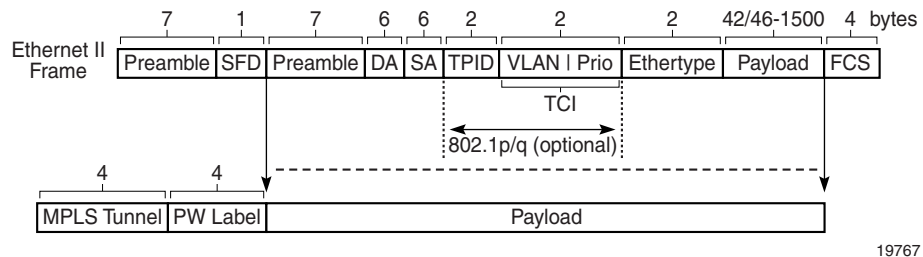 7 1 7 6 6 2 2 2 42/46-1500 4 bytes
Ethernet II
Frame
Preamble SFD Preamble DA SA TPID VLAN | Prio Ethertype Payload FCS
TCI
802.1p/q (optional)
4 4
MPLS Tunnel PW Label Payload
19767